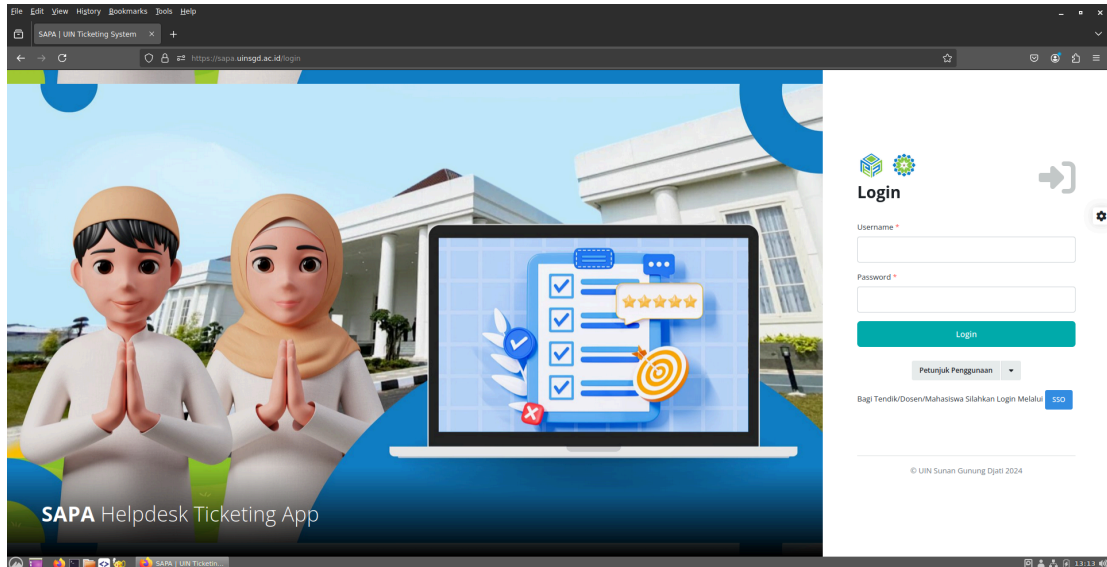 File Edit View History Bookmarks Tools Help
SAPA | UIN Ticketing System
https://sapa.uinsgd.ac.id/login
Login
Username *
Password *
Login
Petunjuk Penggunaan
Bagi Tendik/Dosen/Mahasiswa Silahkan Login Melalui SSO
© UIN Sunan Gunung Djati 2024
SAPA Helpdesk Ticketing App
SAPA | UIN Ticketin...
13:13